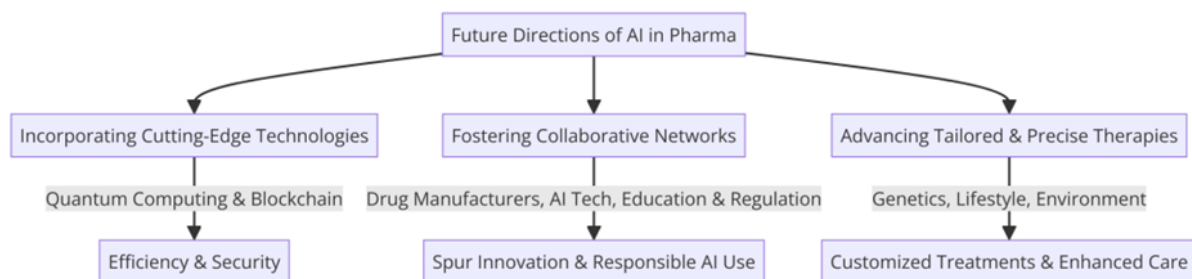 Future Directions of AI in Pharma
Incorporating Cutting-Edge Technologies
Fostering Collaborative Networks
Advancing Tailored & Precise Therapies
Quantum Computing & Blockchain
Drug Manufacturers, AI Tech, Education & Regulation
Genetics, Lifestyle, Environment
Efficiency & Security
Spur Innovation & Responsible AI Use
Customized Treatments & Enhanced Care